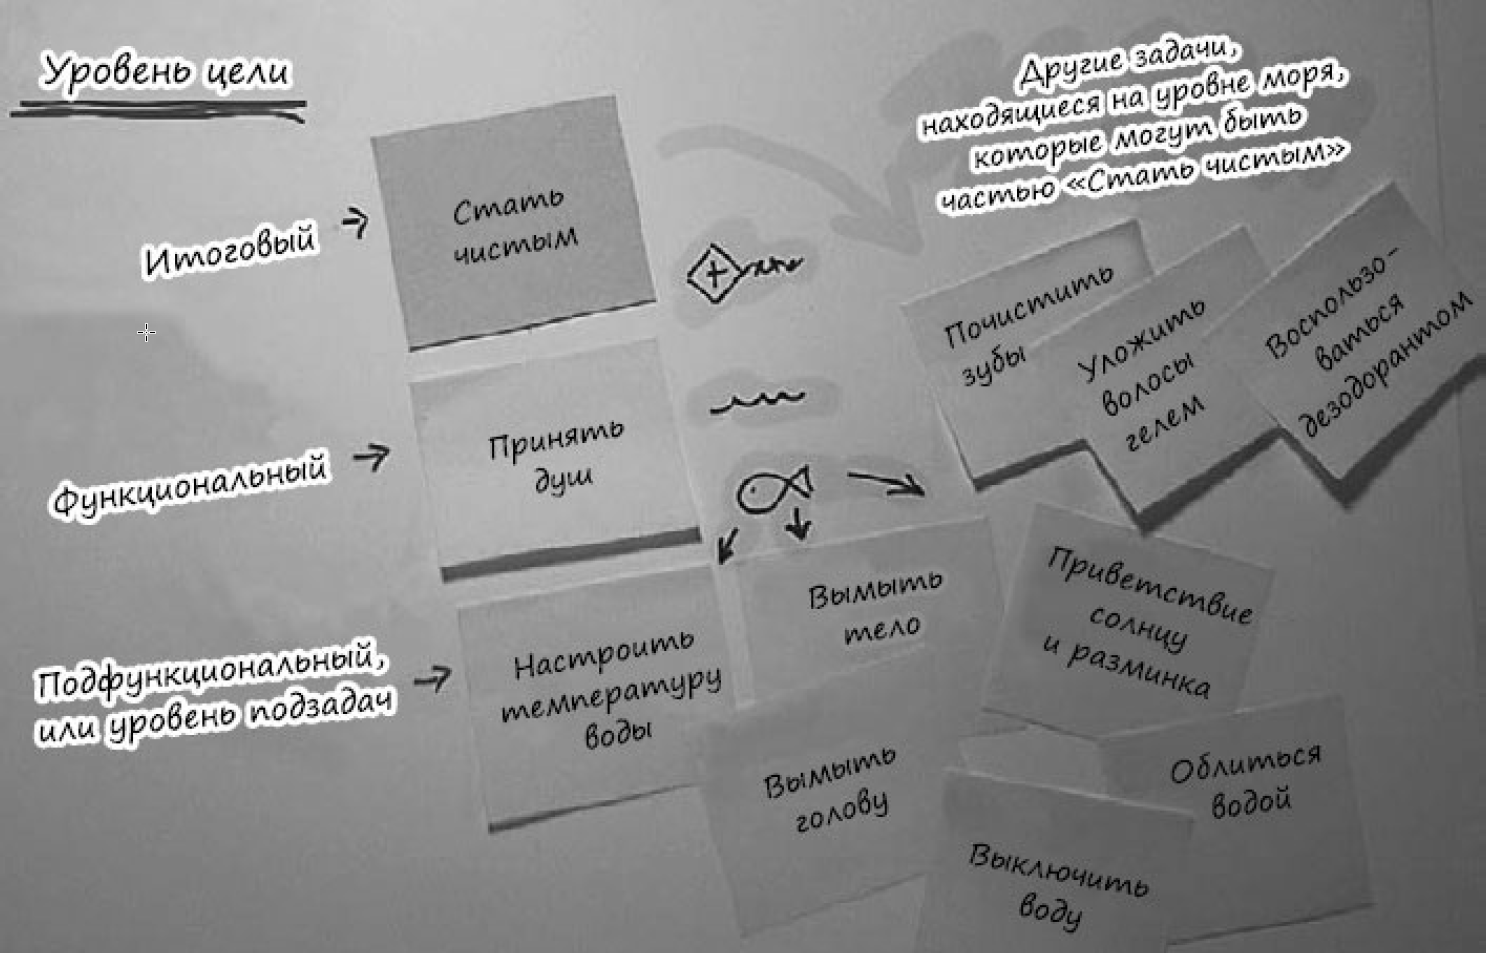 Уровень цели
Другие задачи,
находящиеся на уровне моря,
которые могут быть
частью «Стать чистым»
Итоговый
Стать
чистым
Почистить
зубы
Уложить
волосы
гелем
Воспользо-
ваться
дезодорантом
Функциональный
Принять
душ
Подфункциональный,
или уровень подзадач
Настроить
температуру
воды
Вымыть
тело
Приветствие
солнцу
и разминка
Вымыть
голову
Облиться
водой
Выключить
воду